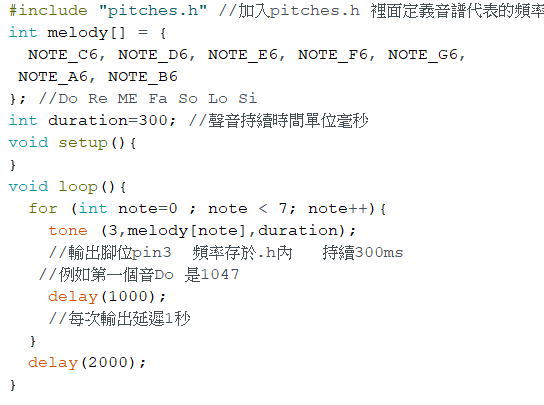 #include "pitches.h" //加入pitches.h 裡面定義音譜代表的頻率
int melody[] = {
  NOTE_C6, NOTE_D6, NOTE_E6, NOTE_F6, NOTE_G6,
 NOTE_A6, NOTE_B6
}; //Do Re ME Fa So Lo Si
int duration=300; //聲音持續時間單位毫秒
void setup(){
}
void loop(){
  for (int note=0 ; note < 7; note++){
    tone (3,melody[note],duration);
    //輸出腳位pin3  頻率存於.h內   持續300ms
   //例如第一個音Do 是1047
    delay(1000);
    //每次輸出延遲1秒
  }
  delay(2000);
}